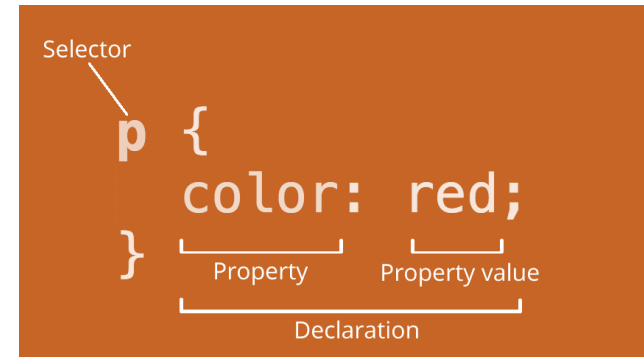 Selector
p {
color: red;
}
Property
Property value
Declaration